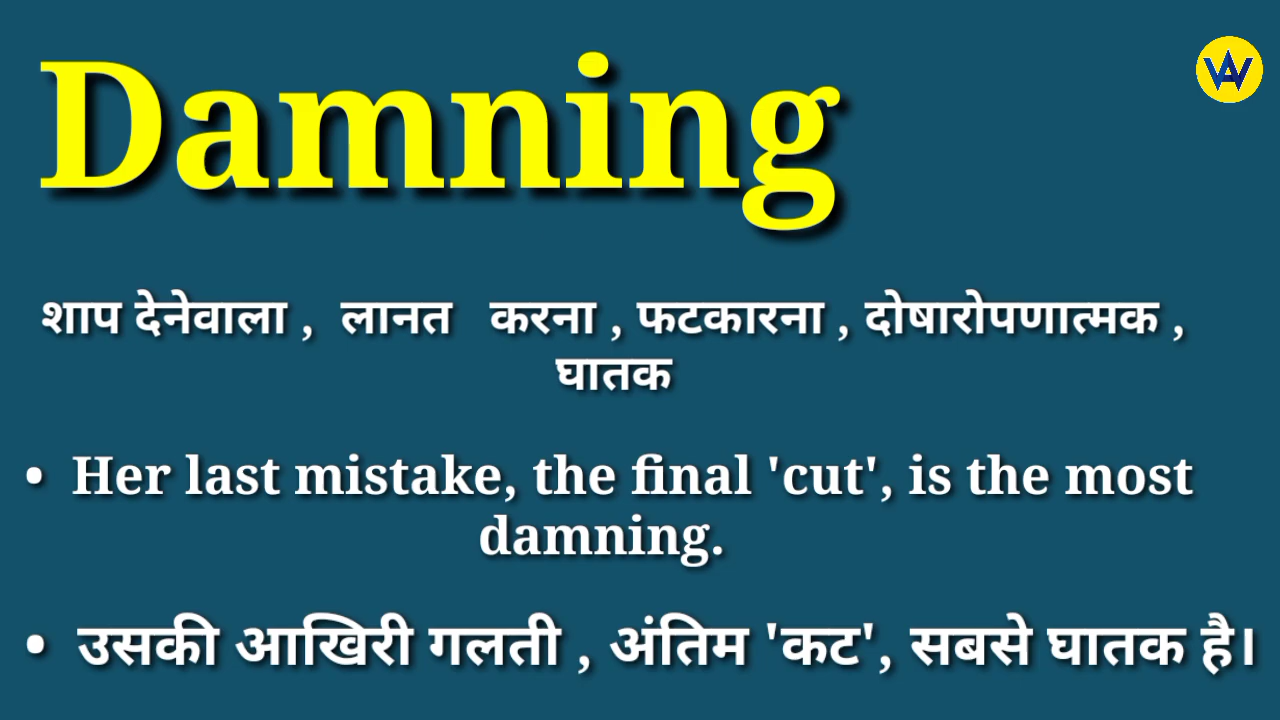 Damning
शाप देनेवाला , लानत करना , फटकारना , दोषारोपणात्मक ,
घातक
• Her last mistake, the final 'cut', is the most
damning.
• उसकी आखिरी गलती , अंतिम 'कट', सबसे घातक है।